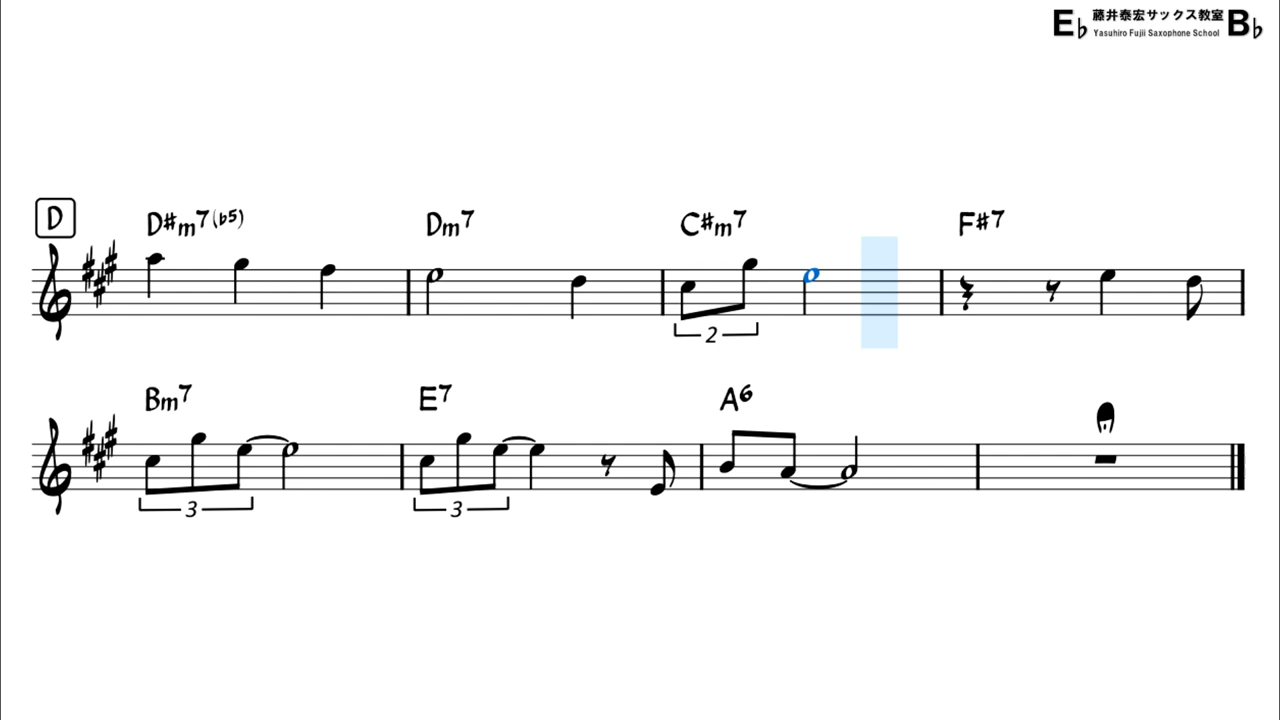 E♭ 藤井泰宏サックス教室 B♭
Yasuhiro Fujii Saxophone School
D D#m7(♭5) Dm7 C#m7 F#7
2
Bm7 E7 A6
3 3